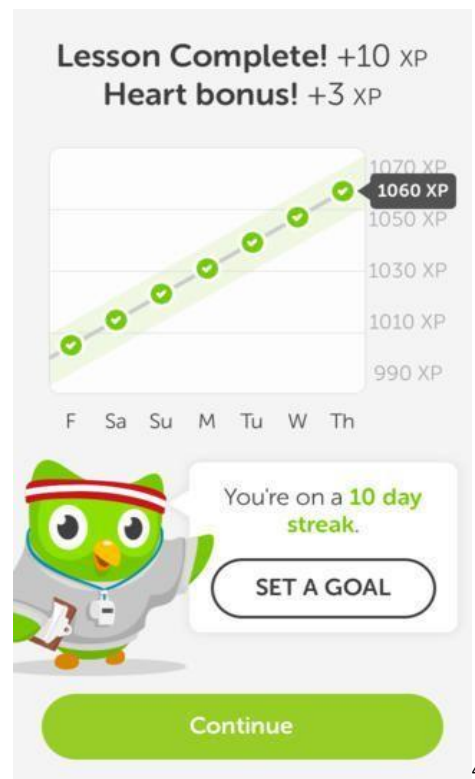 Lesson Complete! +10 XP
Heart bonus! +3 XP
1070 XP
1060 XP
1050 XP
1030 XP
1010 XP
990 XP
F Sa Su M Tu W Th
You're on a 10 day
streak.
SET A GOAL
Continue